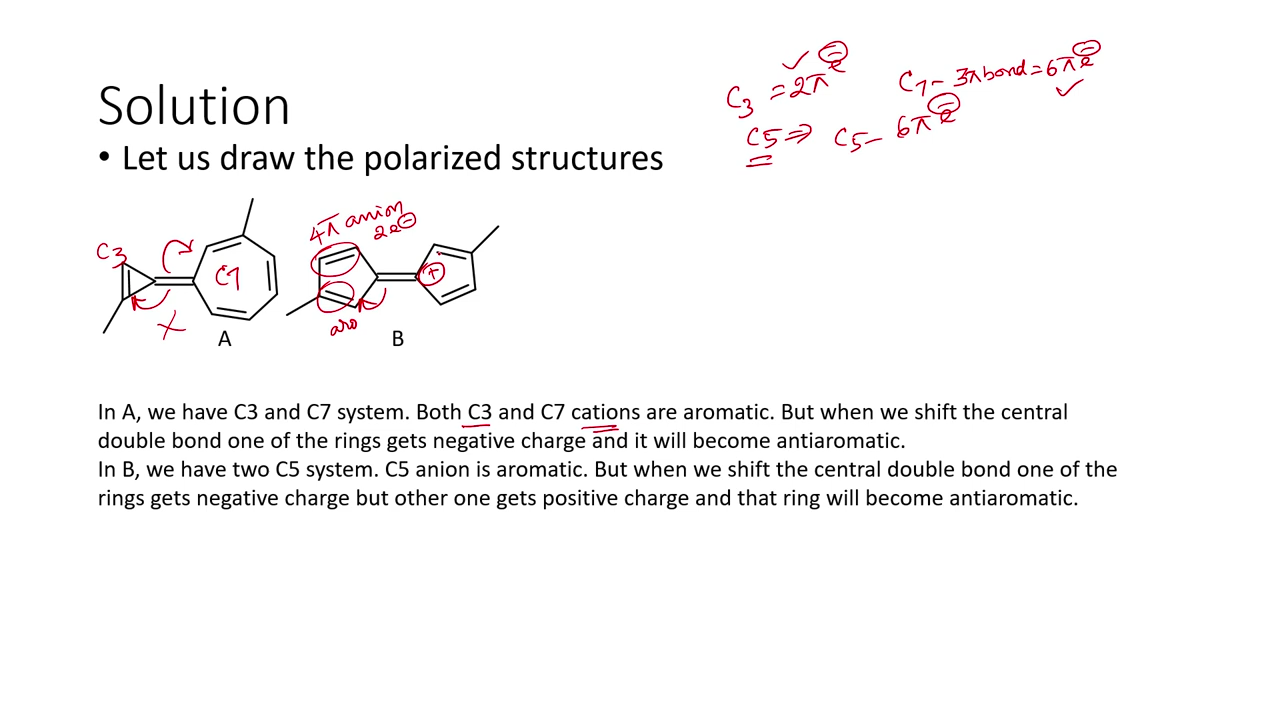 C3 = 2π e⊖
C7 – 3π bond = 6π e⊖
C5 ⇒ C5 – 6π e⊖
Solution
• Let us draw the polarized structures
C3
C7
A
4π anion
2e⊖
+
aro
B
In A, we have C3 and C7 system. Both C3 and C7 cations are aromatic. But when we shift the central
double bond one of the rings gets negative charge and it will become antiaromatic.
In B, we have two C5 system. C5 anion is aromatic. But when we shift the central double bond one of the
rings gets negative charge but other one gets positive charge and that ring will become antiaromatic.